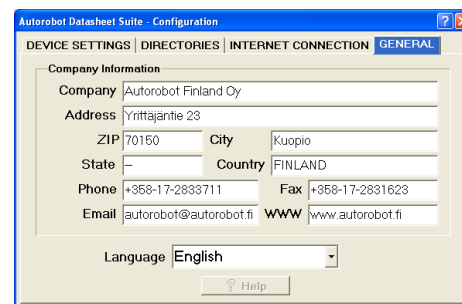 Autorobot Datasheet Suite - Configuration
DEVICE SETTINGS DIRECTORIES INTERNET CONNECTION GENERAL
Company Information
Company Autorobot Finland Oy
Address Yrittäjäntie 23
ZIP 70150 City Kuopio
State – Country FINLAND
Phone +358-17-2833711 Fax +358-17-2831623
Email autorobot@autorobot.fi WWW www.autorobot.fi
Language English
? Help